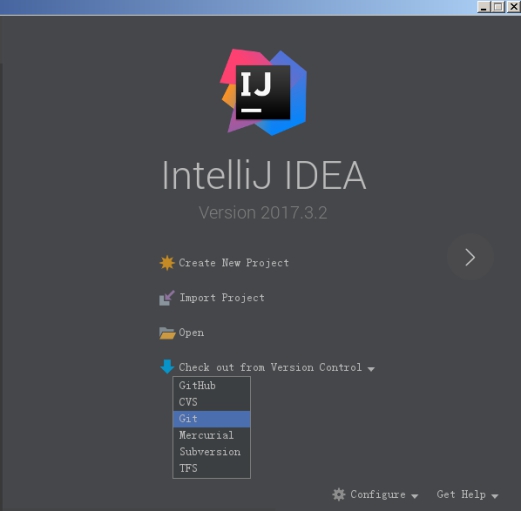 IJ
IntelliJ IDEA
Version 2017.3.2
Create New Project
Import Project
Open
Check out from Version Control
GitHub
CVS
Git
Mercurial
Subversion
TFS
Configure Get Help